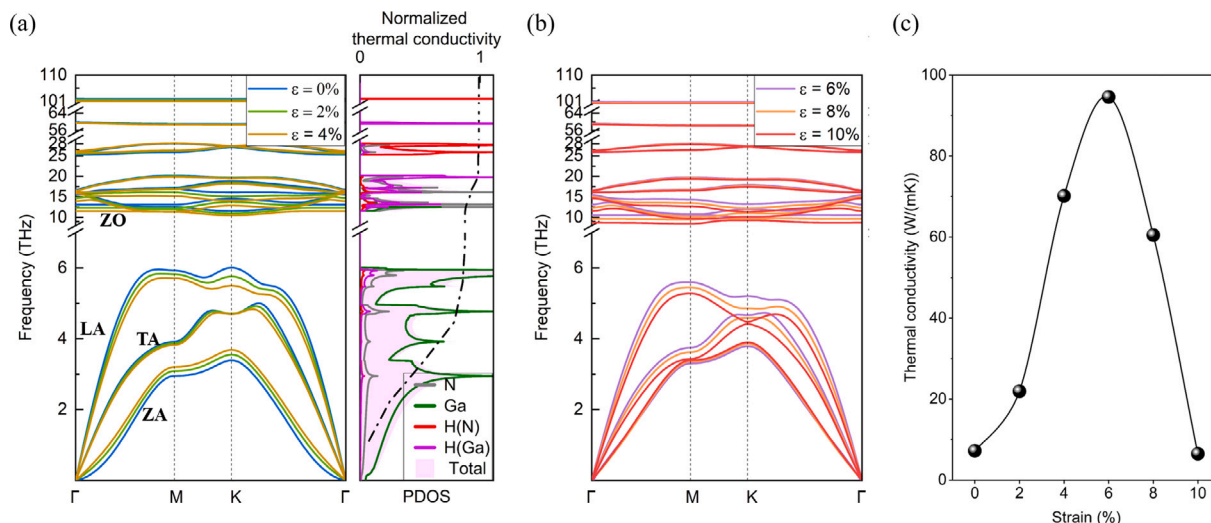 (a)
Normalized
thermal conductivity
0 1
110
101
64
56
28
25
20
15
10
6
4
2
Frequency (THz)
ε = 0%
ε = 2%
ε = 4%
ZO
LA
TA
ZA
Γ M K Γ
N
Ga
H(N)
H(Ga)
Total
PDOS
(b)
110
101
64
56
28
25
20
15
10
6
4
2
Frequency (THz)
ε = 6%
ε = 8%
ε = 10%
Γ M K Γ
(c)
100
80
60
40
20
0
Thermal conductivity (W/(mK))
0 2 4 6 8 10
Strain (%)